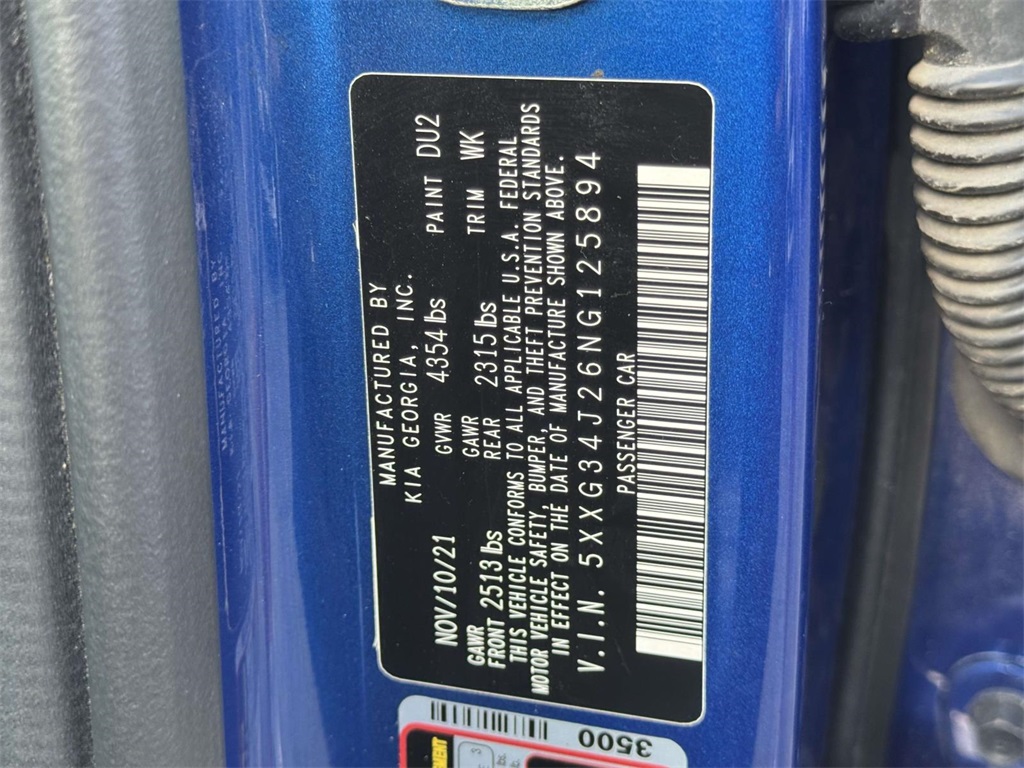 MANUFACTURED BY
KIA GEORGIA, INC.
NOV/10/21 GVWR 4354 lbs PAINT DU2
GAWR FRONT 2513 lbs GAWR REAR 2315 lbs TRIM WK
THIS VEHICLE CONFORMS TO ALL APPLICABLE U.S.A. FEDERAL
MOTOR VEHICLE SAFETY, BUMPER, AND THEFT PREVENTION STANDARDS
IN EFFECT ON THE DATE OF MANUFACTURE SHOWN ABOVE.
V.I.N. 5XXG34J26NG125894
PASSENGER CAR
3500